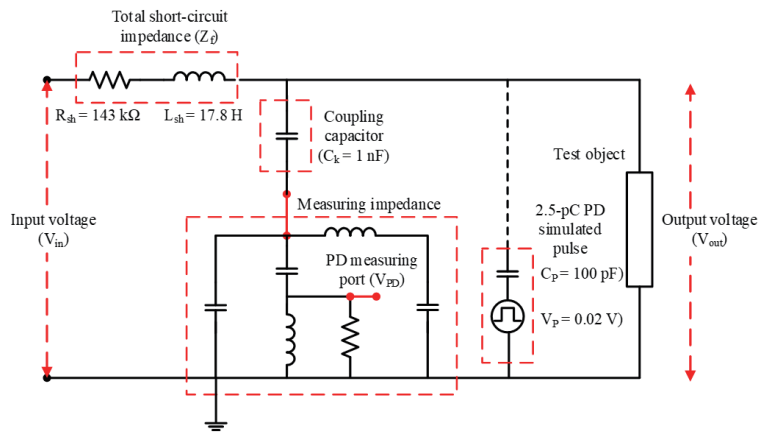 Total short-circuit
impedance (Zf)
Rsh = 143 kΩ
Lsh = 17.8 H
Coupling
capacitor
(Ck = 1 nF)
Test object
Measuring impedance
Input voltage
(Vin)
2.5-pC PD
simulated
pulse
Output voltage
(Vout)
PD measuring
port (VPD)
CP = 100 pF)
VP = 0.02 V)